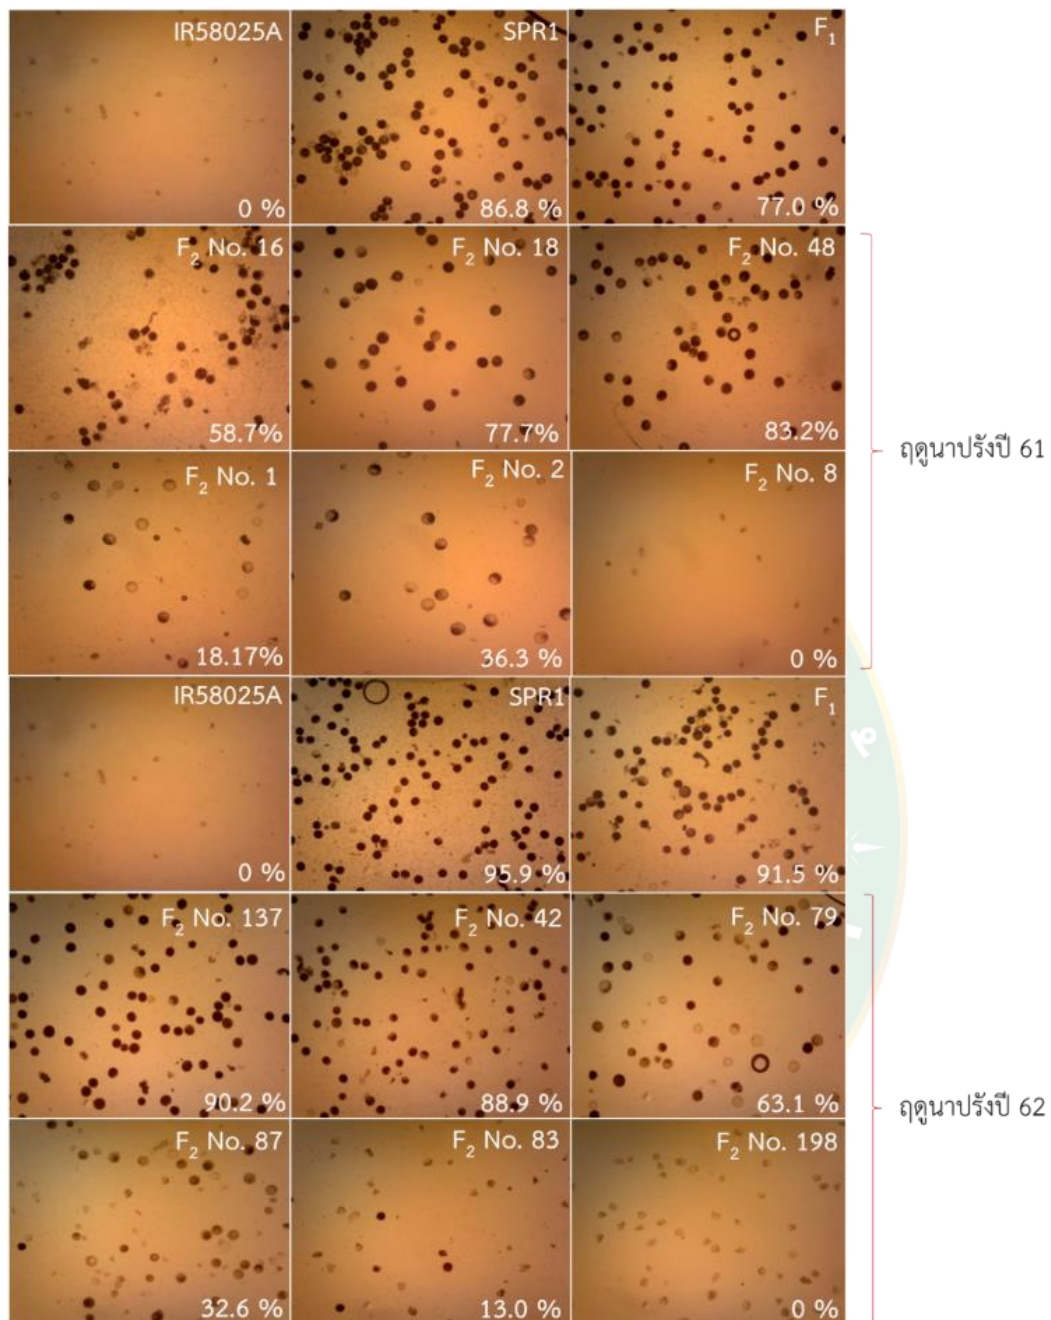 IR58025A
SPR1
F₁
0 %
86.8 %
77.0 %
F₂ No. 16
F₂ No. 18
F₂ No. 48
58.7%
77.7%
83.2%
ฤดูนาปรังปี 61
F₂ No. 1
F₂ No. 2
F₂ No. 8
18.17%
36.3 %
0 %
IR58025A
SPR1
F₁
0 %
95.9 %
91.5 %
F₂ No. 137
F₂ No. 42
F₂ No. 79
90.2 %
88.9 %
63.1 %
ฤดูนาปรังปี 62
F₂ No. 87
F₂ No. 83
F₂ No. 198
32.6 %
13.0 %
0 %